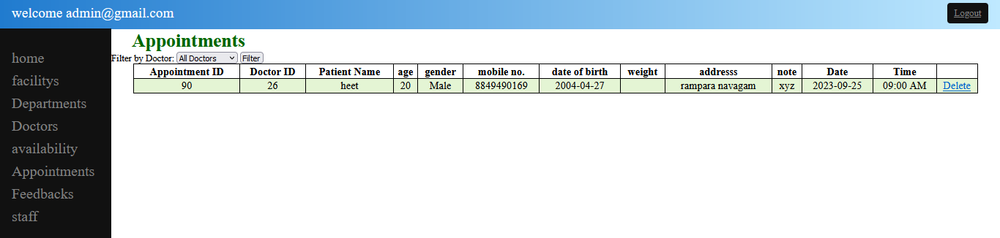 welcome admin@gmail.com
Logout
home
facilitys
Departments
Doctors
availability
Appointments
Feedbacks
staff
Appointments
Filter by Doctor: All Doctors Filter
Appointment ID Doctor ID Patient Name age gender mobile no. date of birth weight addresss note Date Time
90 26 heet 20 Male 8849490169 2004-04-27 rampara navagam xyz 2023-09-25 09:00 AM Delete